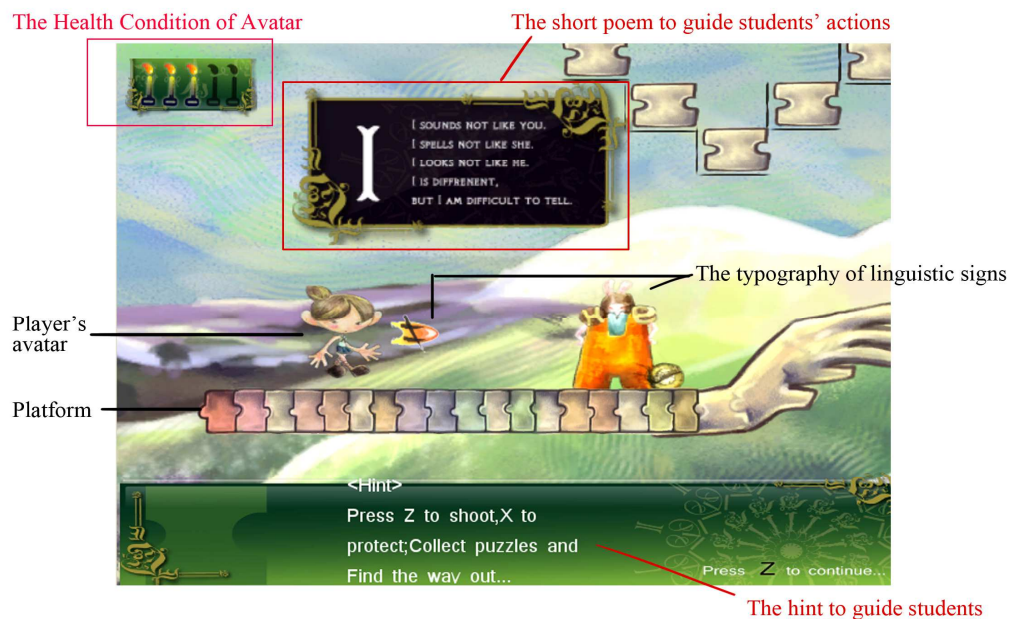 The Health Condition of Avatar
The short poem to guide students’ actions
I
I SOUNDS NOT LIKE YOU.
I SPELLS NOT LIKE SHE.
I LOOKS NOT LIKE ME.
I IS DIFFRENENT,
BUT I AM DIFFICULT TO TELL.
The typography of linguistic signs
Player’s
avatar
Platform
<Hint>
Press Z to shoot,X to
protect;Collect puzzles and
Find the way out...
Press Z to continue...
The hint to guide students